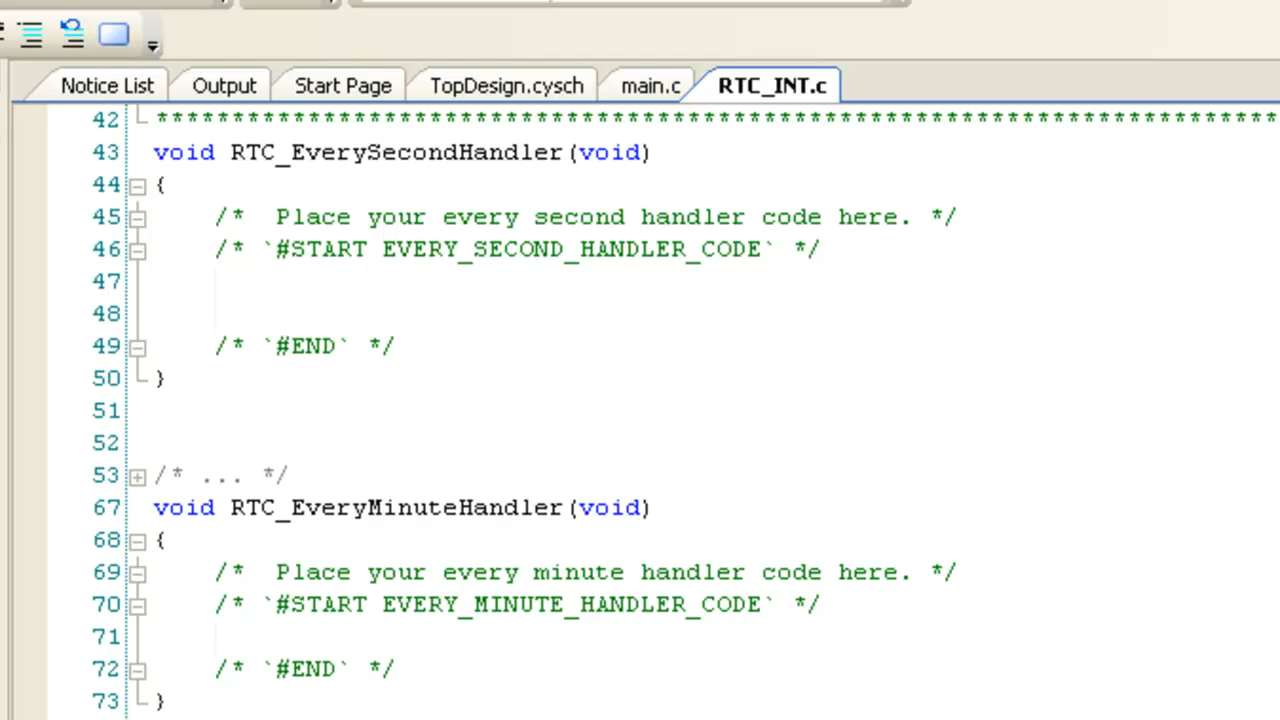 Notice List Output Start Page TopDesign.cysch main.c RTC_INT.c
42 **************************************************************************
43 void RTC_EverySecondHandler(void)
44 {
45 /*  Place your every second handler code here. */
46 /* `#START EVERY_SECOND_HANDLER_CODE` */
47
48
49 /* `#END` */
50 }
51
52
53 /* ... */
67 void RTC_EveryMinuteHandler(void)
68 {
69 /*  Place your every minute handler code here. */
70 /* `#START EVERY_MINUTE_HANDLER_CODE` */
71
72 /* `#END` */
73 }